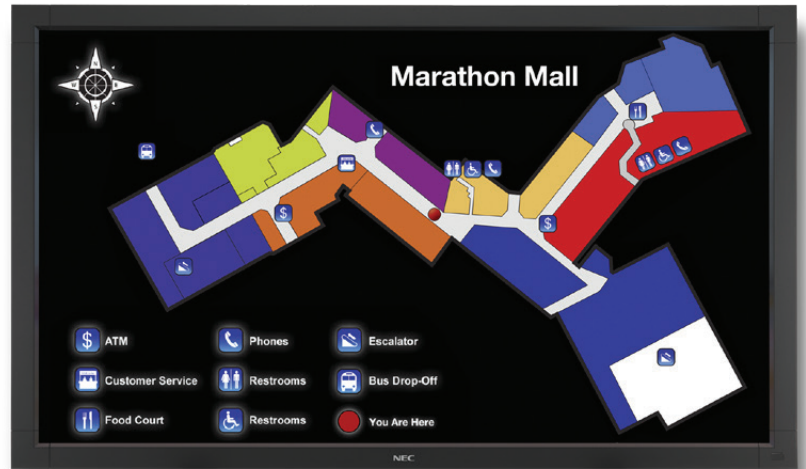 N
W
S
Marathon Mall
$
$
$ ATM
Phones
Escalator
Customer Service
Restrooms
Bus Drop-Off
Food Court
Restrooms
You Are Here
NEC